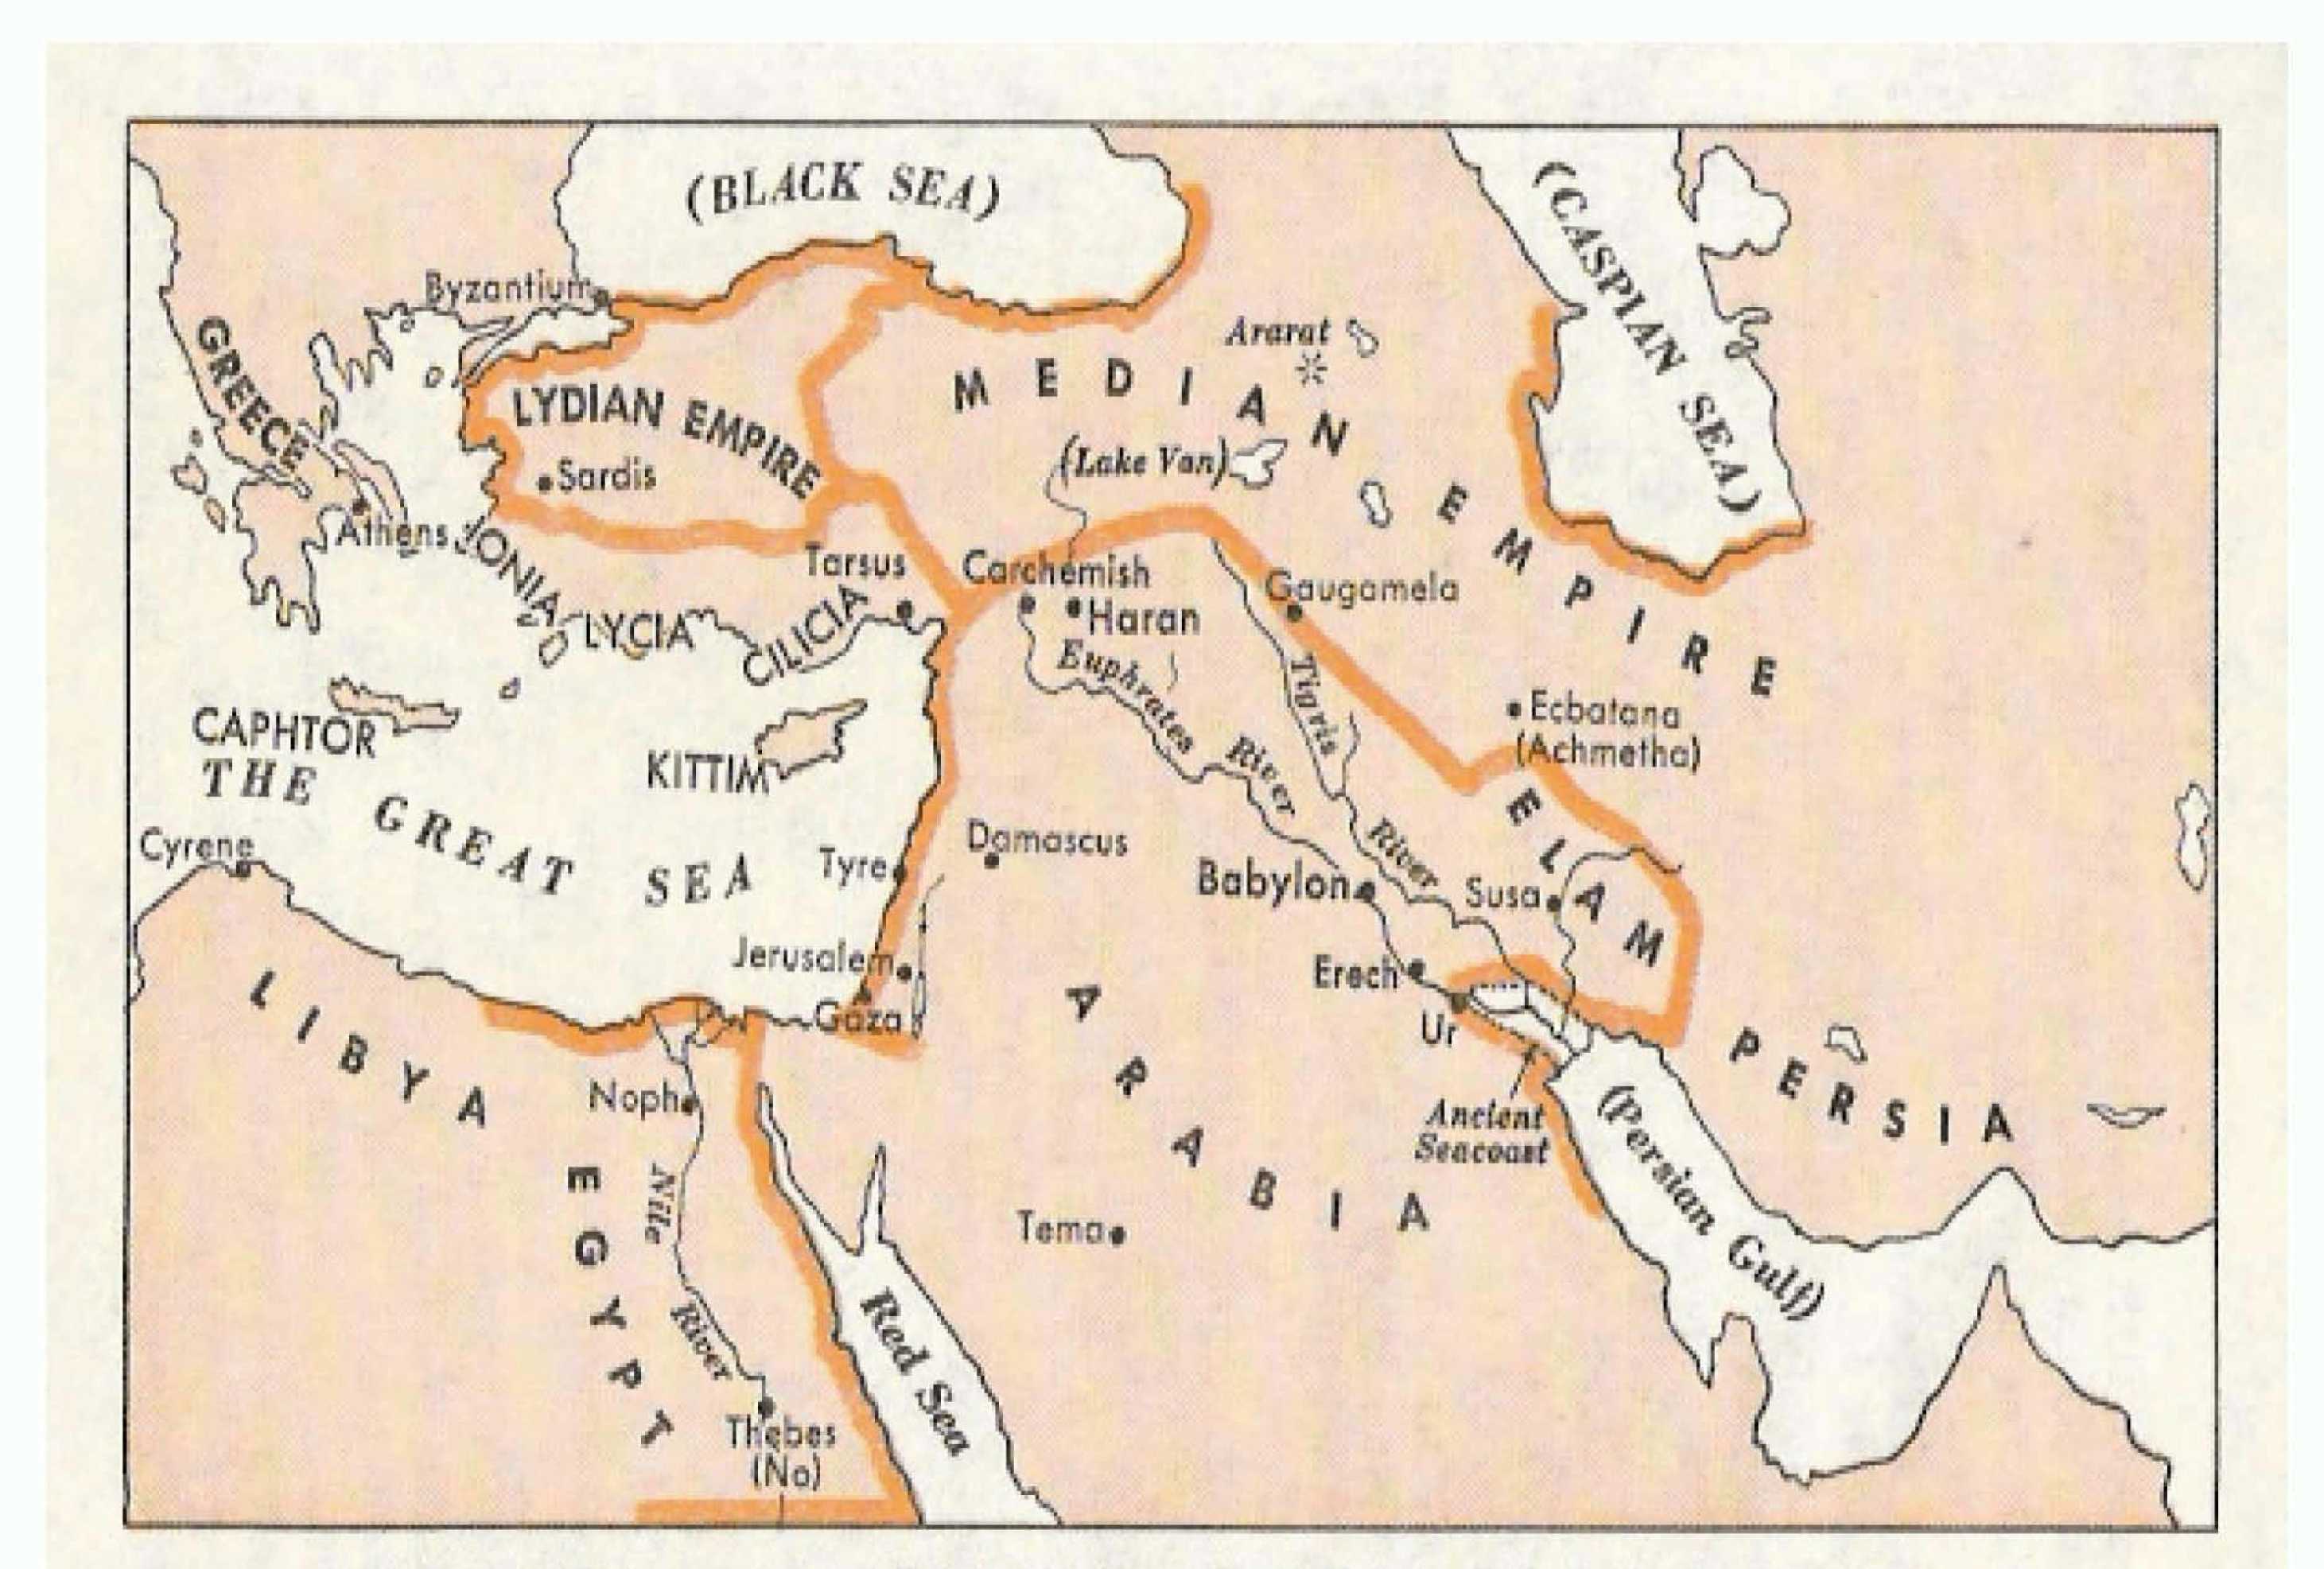 (BLACK SEA)
(CASPIAN SEA)
Byzantium
GREECE
Ararat
MEDIAN EMPIRE
LYDIAN EMPIRE
(Lake Van)
Sardis
Athens
IONIA
Tarsus
Carchemish
Gaugamela
Haran
LYCIA
CILICIA
Euphrates River
Tigris River
CAPHTOR
KITTIM
Ecbatana
(Achmetha)
THE GREAT SEA
ELAM
Cyrene
Tyre
Damascus
Babylon
Susa
Jerusalem
Erech
Gaza
Ur
LIBYA
ARABIA
PERSIA
Noph
Ancient
Seacoast
(Persian Gulf)
EGYPT
Nile River
Tema
Red Sea
Thebes
(No)